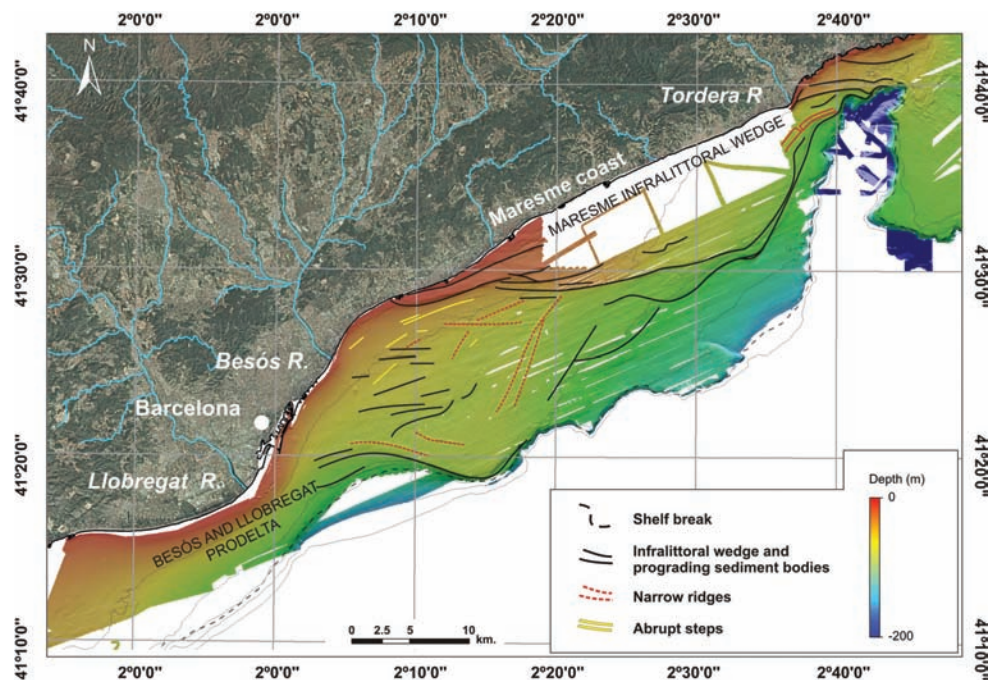 2°0'0" 2°0'0" 2°10'0" 2°20'0" 2°30'0" 2°40'0"
N
41°40'0" 41°40'0"
Tordera R
MARESME INFRALITTORAL WEDGE
Maresme coast
41°30'0" 41°30'0"
Besós R.
Barcelona
41°20'0" 41°20'0"
Llobregat R.
BESÓS AND LLOBREGAT
PRODELTA
Depth (m)
0
-200
Shelf break
Infralittoral wedge and
prograding sediment bodies
Narrow ridges
Abrupt steps
0 2.5 5 10
km.
41°10'0" 41°10'0"
2°0'0" 2°0'0" 2°10'0" 2°20'0" 2°30'0" 2°40'0"